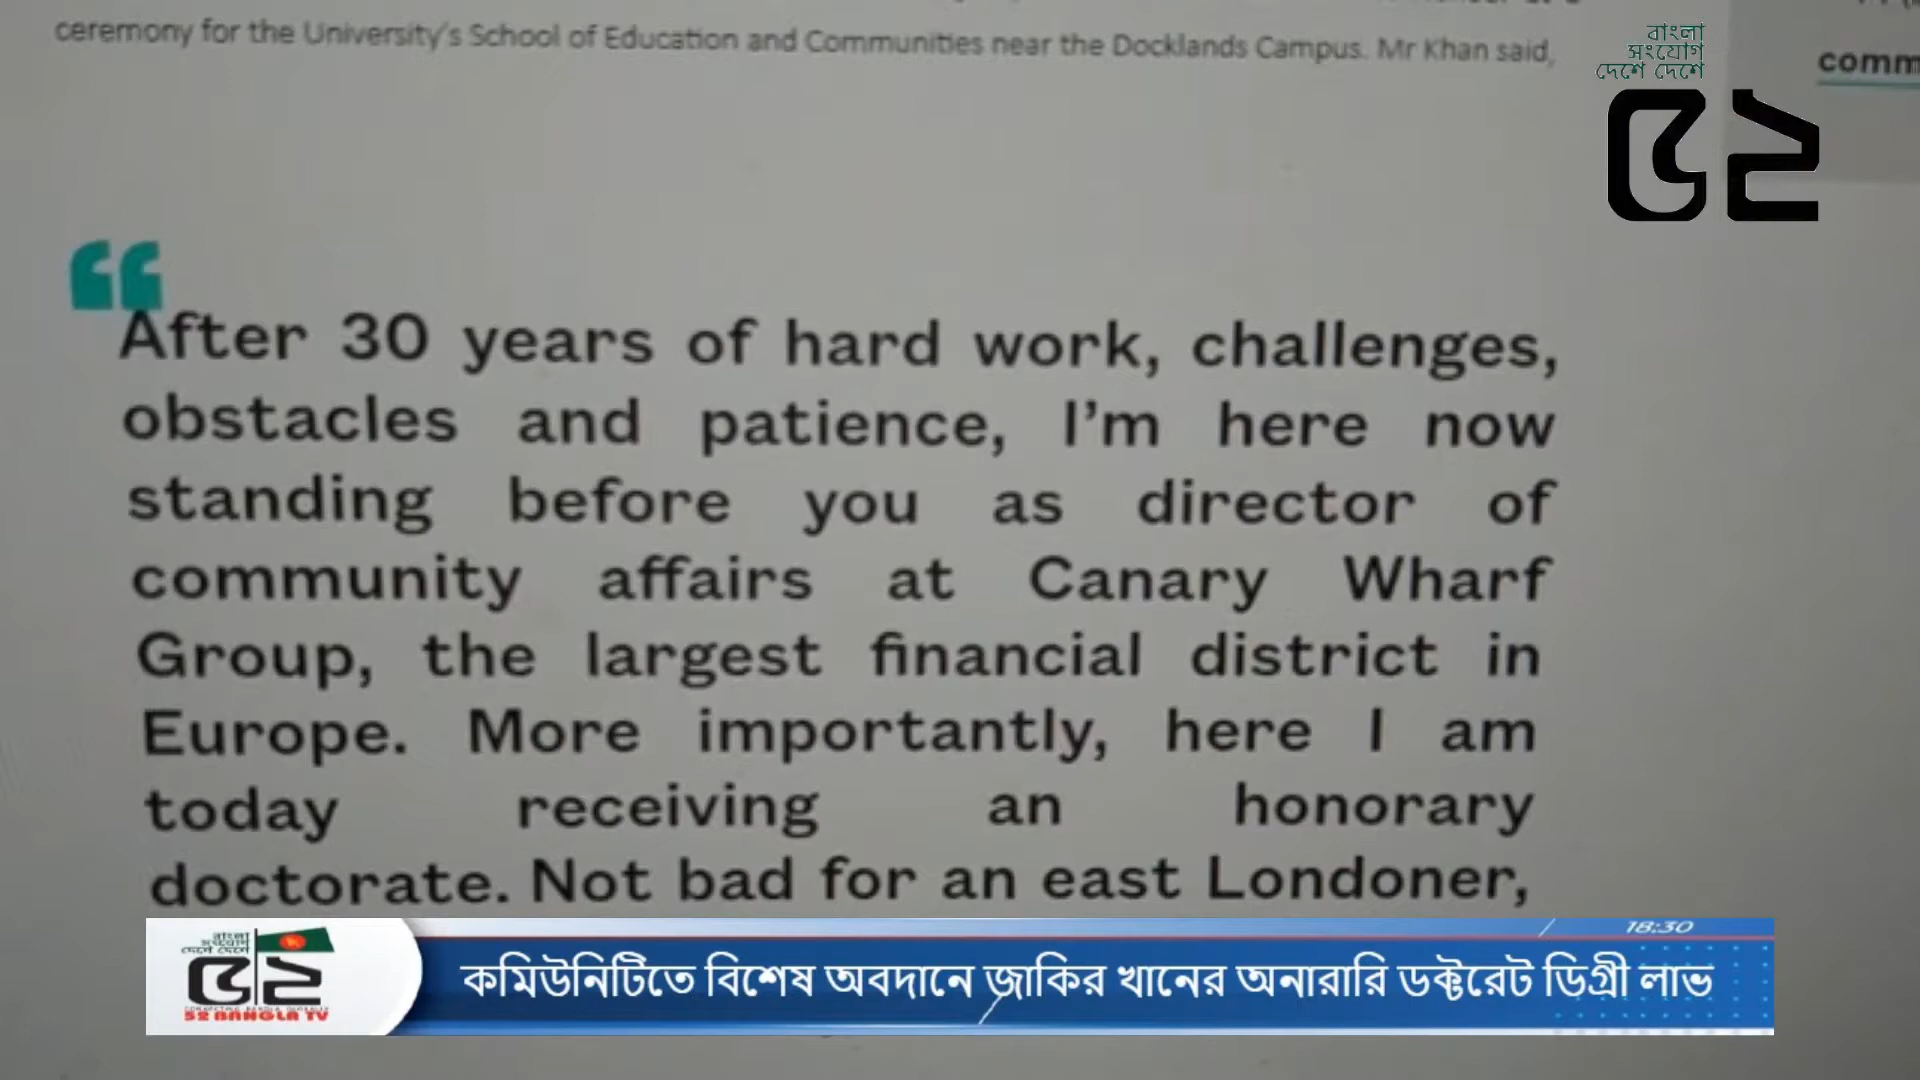 ceremony for the University's School of Education and Communities near the Docklands Campus. Mr Khan said,
comm
বাংলা
সংযোগ
দেশে দেশে
৫২
“
After 30 years of hard work, challenges,
obstacles and patience, I'm here now
standing before you as director of
community affairs at Canary Wharf
Group, the largest financial district in
Europe. More importantly, here I am
today receiving an honorary
doctorate. Not bad for an east Londoner,
18:30
বাংলা
সংযোগ
দেশে দেশে
৫২
52 BANGLA TV
কমিউনিটিতে বিশেষ অবদানে জাকির খানের অনারারি ডক্টরেট ডিগ্রী লাভ